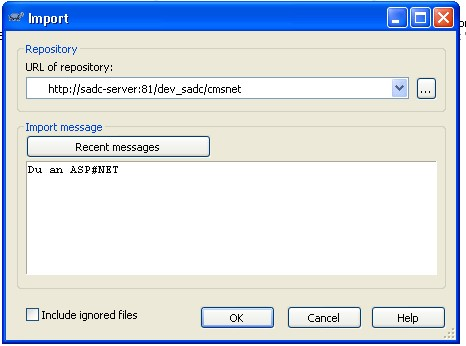 Import
Repository
URL of repository:
http://sadc-server:81/dev_sadc/cmsnet
...
Import message
Recent messages
Du an ASP#NET
Include ignored files
OK
Cancel
Help